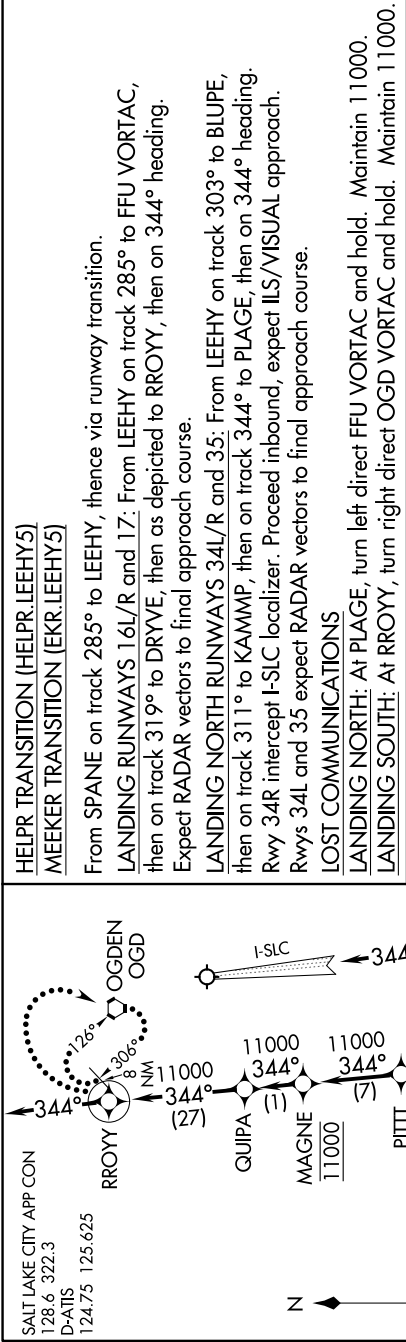 HELPR TRANSITION (HELPR.LEEHY5)
MEEKER TRANSITION (EKR.LEEHY5)
From SPANE on track 285° to LEEHY, thence via runway transition.
LANDING RUNWAYS 16L/R and 17: From LEEHY on track 285° to FFU VORTAC,
then on track 319° to DRYVE, then as depicted to RROYY, then on 344° heading.
Expect RADAR vectors to final approach course.
LANDING NORTH RUNWAYS 34L/R and 35: From LEEHY on track 303° to BLUPE,
then on track 311° to KAMMP, then on track 344° to PLAGE, then on 344° heading.
Rwy 34R intercept I-SLC localizer. Proceed inbound, expect ILS/VISUAL approach.
Rwys 34L and 35 expect RADAR vectors to final approach course.
LOST COMMUNICATIONS
LANDING NORTH: At PLAGE, turn left direct FFU VORTAC and hold. Maintain 11000.
LANDING SOUTH: At RROYY, turn right direct OGD VORTAC and hold. Maintain 11000.
SALT LAKE CITY APP CON
128.6 322.3
D-ATIS
124.75 125.625
344°
RROYY
126°
306°
8
NM
OGDEN
OGD
11000
344°
(27)
QUIPA
11000
344°
(1)
MAGNE
11000
11000
344°
(7)
PITTT
I-SLC
344°
N